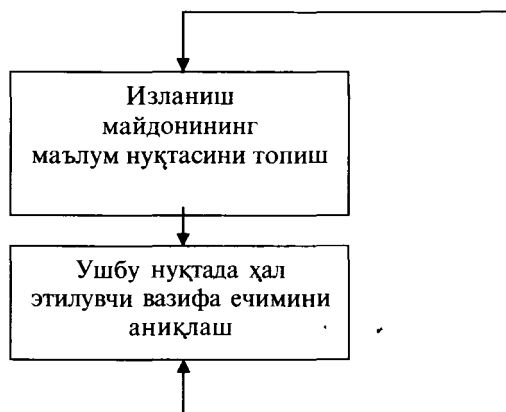 Изланиш
майдонининг
маълум нуқтасини топиш
Ушбу нуқтада ҳал
этилувчи вазифа ечимини
аниқлаш